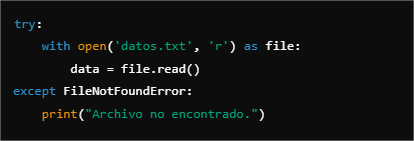 try:
    with open('datos.txt', 'r') as file:
        data = file.read()
except FileNotFoundError:
    print("Archivo no encontrado.")